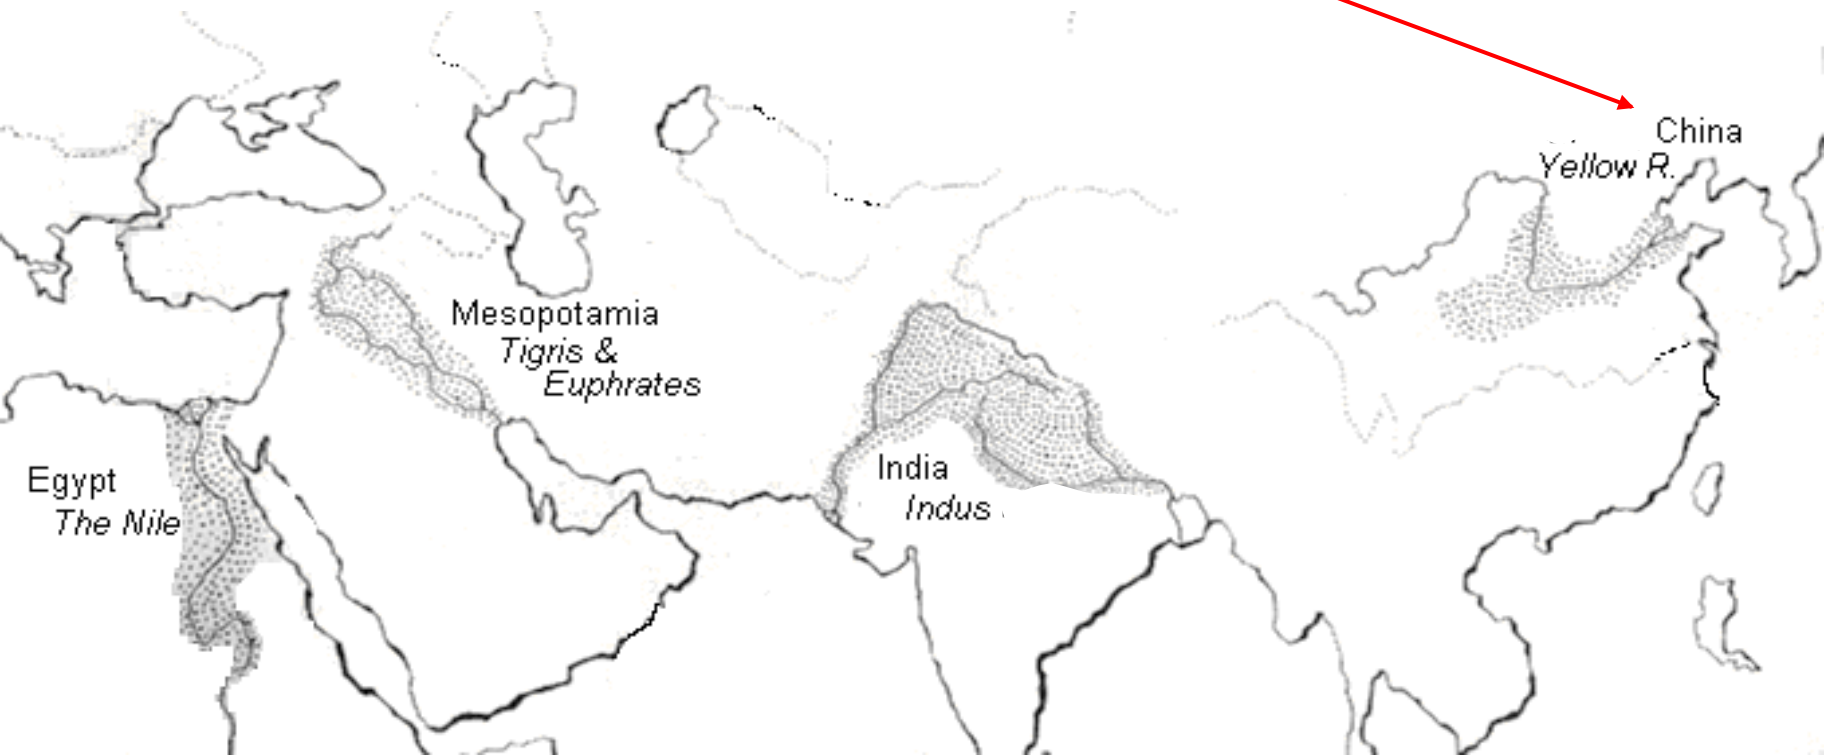 China
Yellow R.
Mesopotamia
Tigris &
Euphrates
Egypt
The Nile
India
Indus